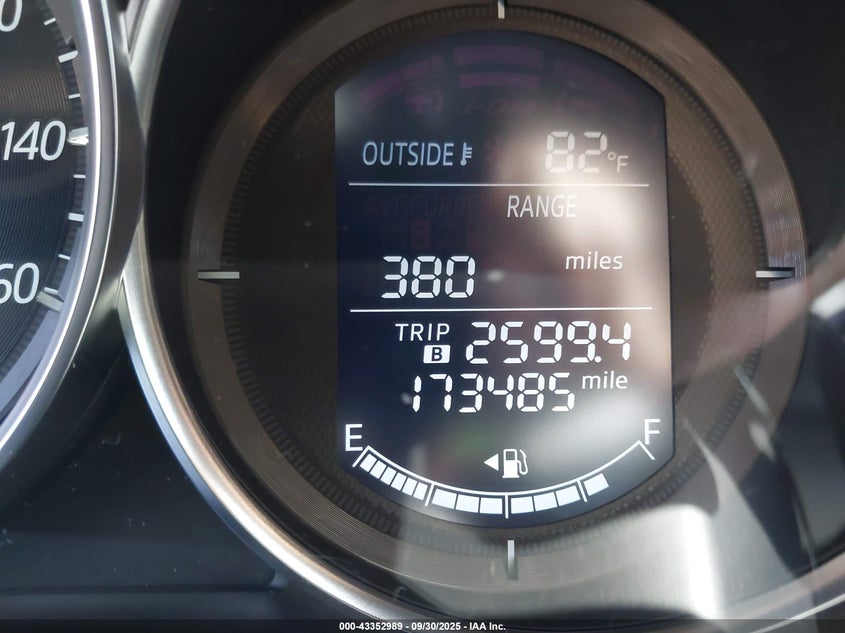 140
60
OUTSIDE 82°F
RANGE
380 miles
TRIP B 2599.4
173485 mile
E F
000-43352989 - 09/30/2025 - IAA Inc.